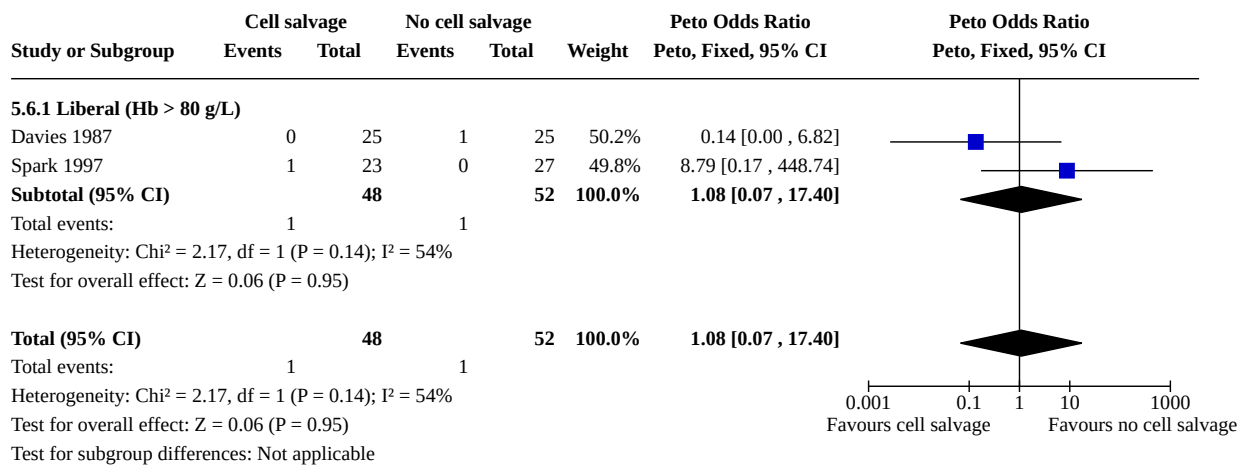 Cell salvage No cell salvage Peto Odds Ratio Peto Odds Ratio
Study or Subgroup Events Total Events Total Weight Peto, Fixed, 95% CI Peto, Fixed, 95% CI
5.6.1 Liberal (Hb > 80 g/L)
Davies 1987 0 25 1 25 50.2% 0.14 [0.00 , 6.82]
Spark 1997 1 23 0 27 49.8% 8.79 [0.17 , 448.74]
Subtotal (95% CI) 48 52 100.0% 1.08 [0.07 , 17.40]
Total events: 1 1
Heterogeneity: Chi² = 2.17, df = 1 (P = 0.14); I² = 54%
Test for overall effect: Z = 0.06 (P = 0.95)
Total (95% CI) 48 52 100.0% 1.08 [0.07 , 17.40]
Total events: 1 1
Heterogeneity: Chi² = 2.17, df = 1 (P = 0.14); I² = 54%
0.001 0.1 1 10 1000
Test for overall effect: Z = 0.06 (P = 0.95)
Favours cell salvage Favours no cell salvage
Test for subgroup differences: Not applicable